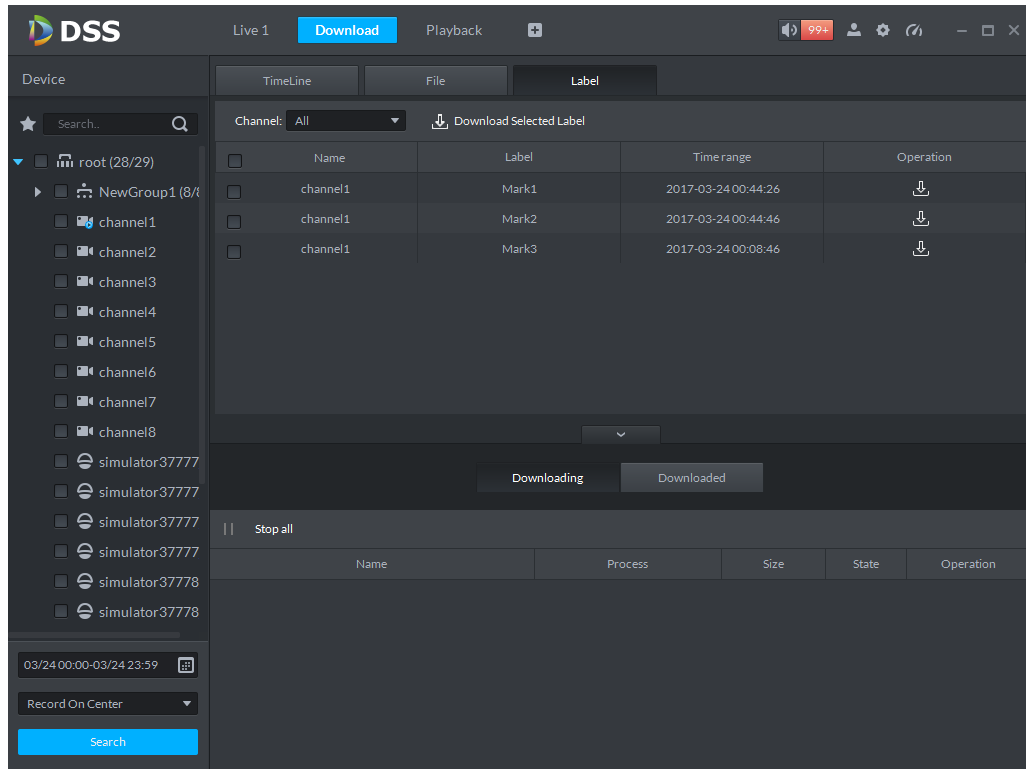 DSS
Live 1
Download
Playback
99+
Device
TimeLine
File
Label
Search..
Channel:
All
Download Selected Label
root (28/29)
NewGroup1 (8/8
channel1
channel2
channel3
channel4
channel5
channel6
channel7
channel8
simulator37777
simulator37777
simulator37777
simulator37777
simulator37778
simulator37778
Name Label Time range Operation
channel1 Mark1 2017-03-24 00:44:26
channel1 Mark2 2017-03-24 00:44:46
channel1 Mark3 2017-03-24 00:08:46
Downloading
Downloaded
Stop all
Name Process Size State Operation
03/24 00:00-03/24 23:59
Record On Center
Search